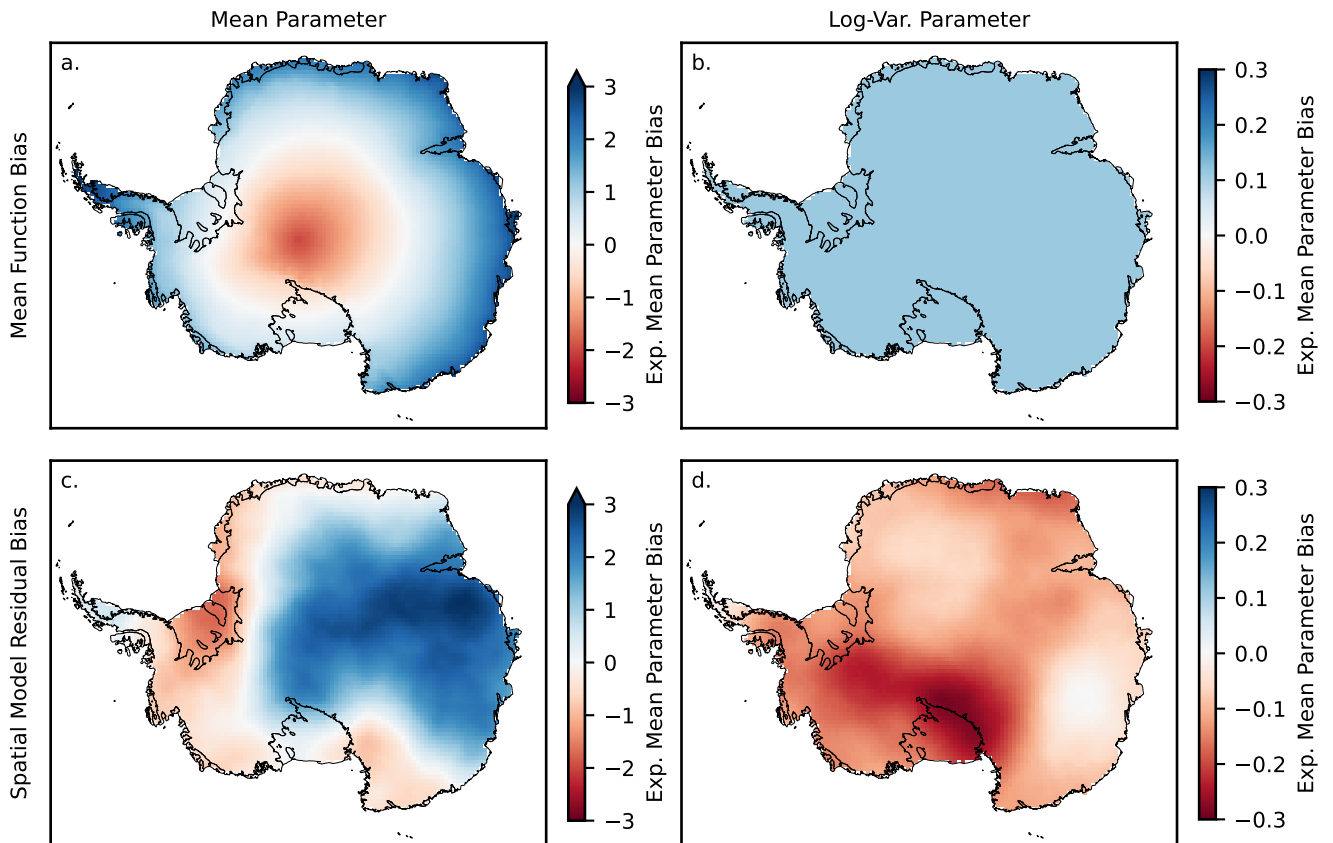 Mean Parameter
Log-Var. Parameter
Mean Function Bias
a.
3
2
1
0
−1
−2
−3
Exp. Mean Parameter Bias
b.
0.3
0.2
0.1
0.0
−0.1
−0.2
−0.3
Exp. Mean Parameter Bias
Spatial Model Residual Bias
c.
3
2
1
0
−1
−2
−3
Exp. Mean Parameter Bias
d.
0.3
0.2
0.1
0.0
−0.1
−0.2
−0.3
Exp. Mean Parameter Bias